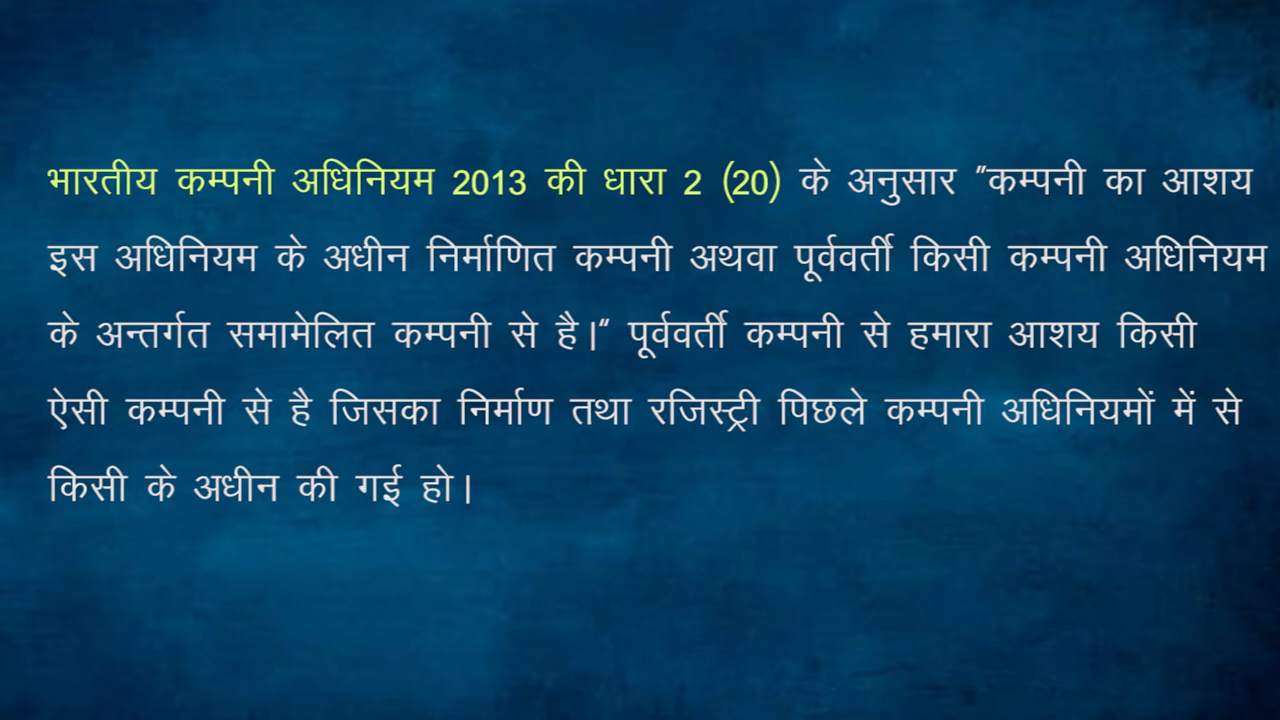 भारतीय कम्पनी अधिनियम 2013 की धारा 2 (20) के अनुसार "कम्पनी का आशय
इस अधिनियम के अधीन निर्माणित कम्पनी अथवा पूर्ववर्ती किसी कम्पनी अधिनियम
के अन्तर्गत समामेलित कम्पनी से है।" पूर्ववर्ती कम्पनी से हमारा आशय किसी
ऐसी कम्पनी से है जिसका निर्माण तथा रजिस्ट्री पिछले कम्पनी अधिनियमों में से
किसी के अधीन की गई हो।